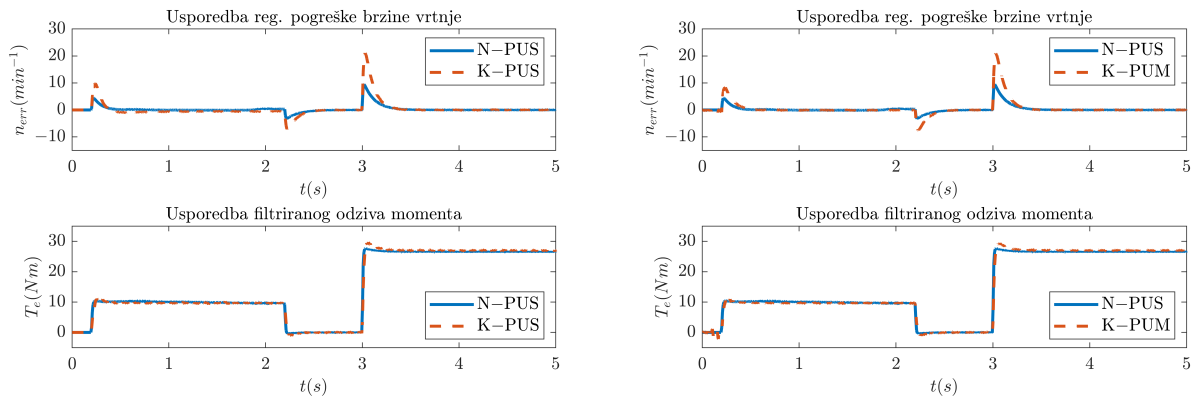 Usporedba reg. pogreške brzine vrtnje
30
20
10
0
−10
n_err(min⁻¹)
N−PUS
K−PUS
0 1 2 3 4 5
t(s)
Usporedba reg. pogreške brzine vrtnje
30
20
10
0
−10
n_err(min⁻¹)
N−PUS
K−PUM
0 1 2 3 4 5
t(s)
Usporedba filtriranog odziva momenta
30
20
10
0
T_e(Nm)
N−PUS
K−PUS
0 1 2 3 4 5
t(s)
Usporedba filtriranog odziva momenta
30
20
10
0
T_e(Nm)
N−PUS
K−PUM
0 1 2 3 4 5
t(s)